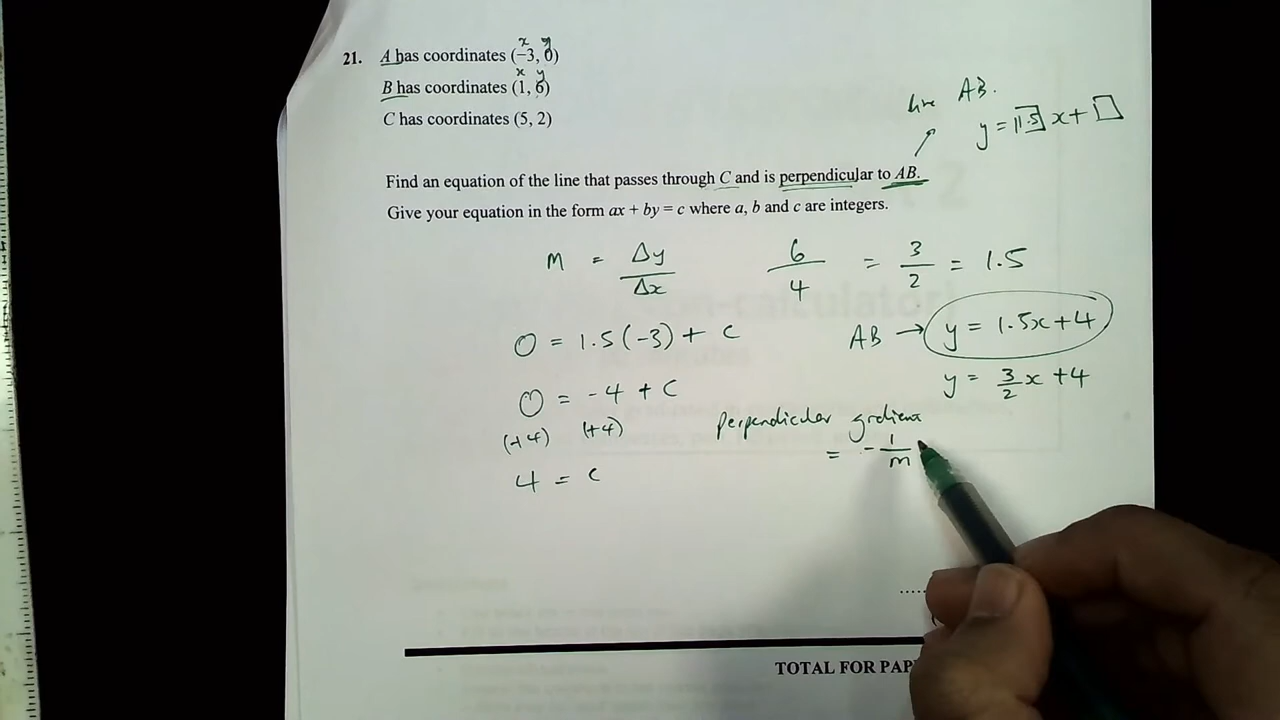 21. A has coordinates (−3, 0)
x y
B has coordinates (1, 6)
x y
C has coordinates (5, 2)
line AB.
y = 1.5 x + □
Find an equation of the line that passes through C and is perpendicular to AB.
Give your equation in the form ax + by = c where a, b and c are integers.
M = Δy/Δx
6/4 = 3/2 = 1.5
0 = 1.5(-3) + c
AB → y = 1.5x+4
0 = -4 + c
y = 3/2 x +4
(+4) (+4)
perpendicular gradient
= -1/m
4 = c
TOTAL FOR PAP